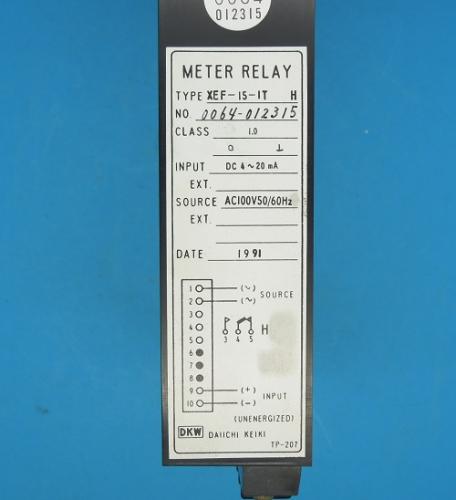 0064
012315
METER RELAY
TYPE XEF-15-1T H
NO. 0064-012315
CLASS 1.0
INPUT DC 4~20 mA
EXT.
SOURCE AC100V50/60Hz
EXT.
DATE 1991
1 (~)
2 (~) SOURCE
3
4
5
6
7
8
9 (+)
10 (-) INPUT
3 4 5 H
(UNENERGIZED)
DKW DAIICHI KEIKI
TP-207